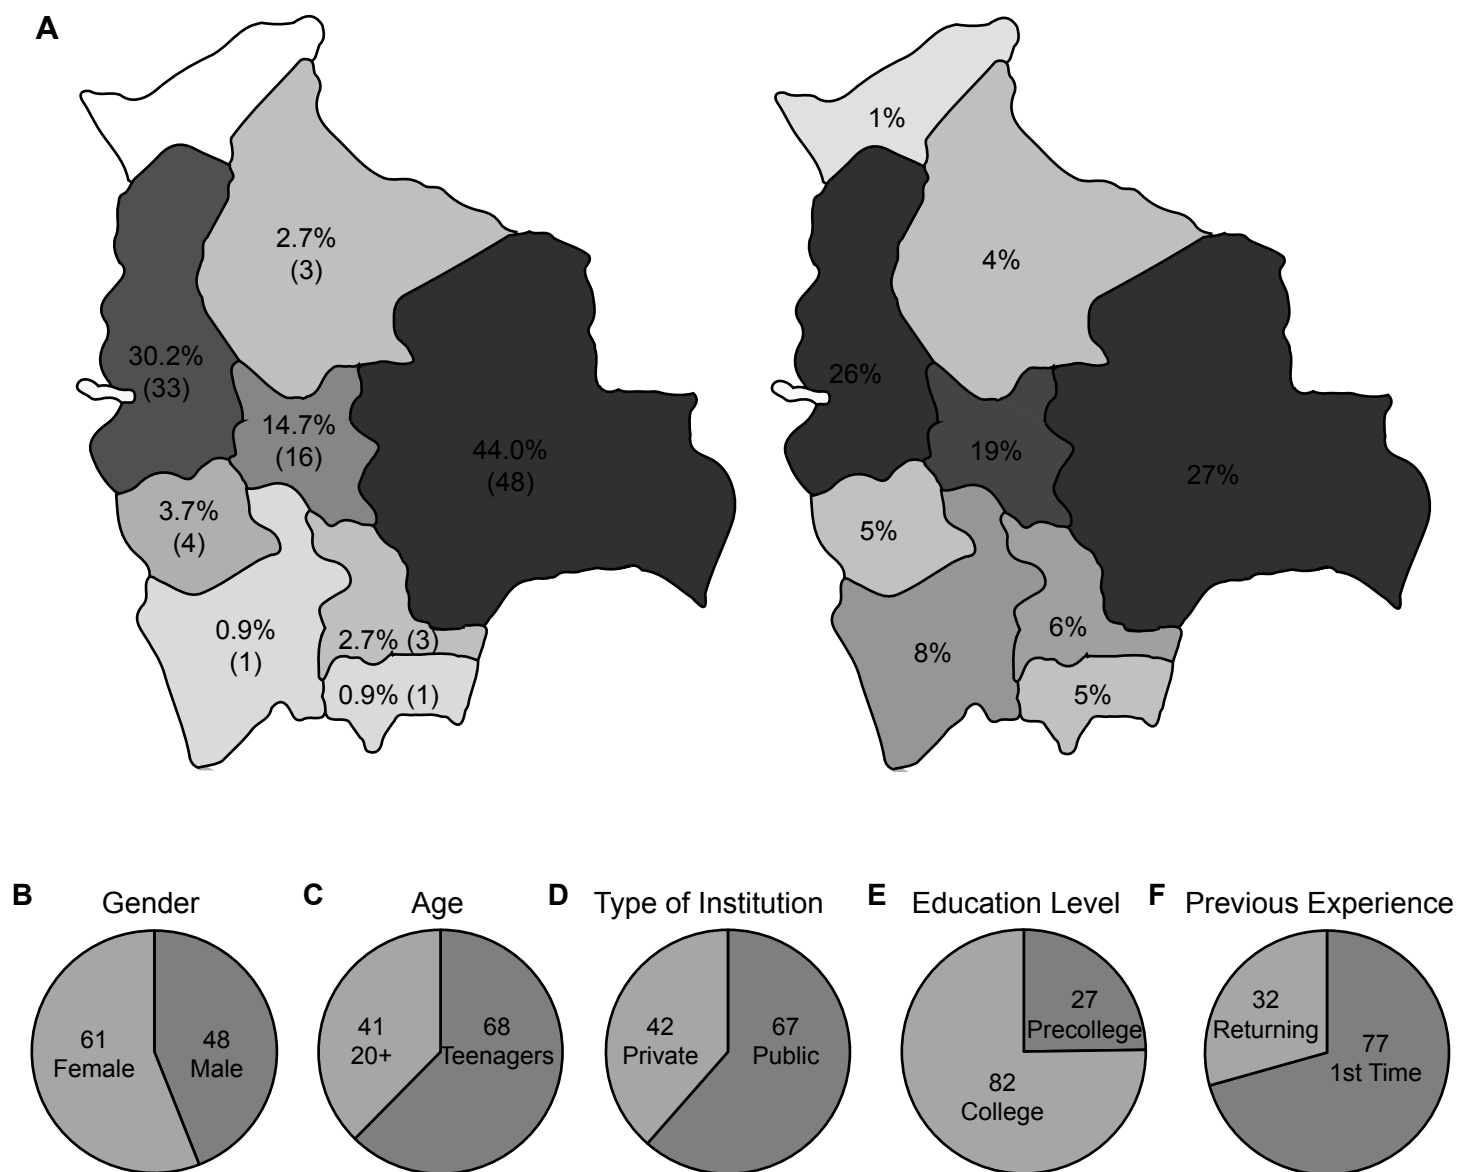 A
2.7%
(3)
30.2%
(33)
14.7%
(16)
44.0%
(48)
3.7%
(4)
0.9%
(1)
2.7% (3)
0.9% (1)
1%
4%
26%
19%
27%
5%
8%
6%
5%
B Gender
61
Female
48
Male
C Age
41
20+
68
Teenagers
D Type of Institution
42
Private
67
Public
E Education Level
27
Precollege
82
College
F Previous Experience
32
Returning
77
1st Time